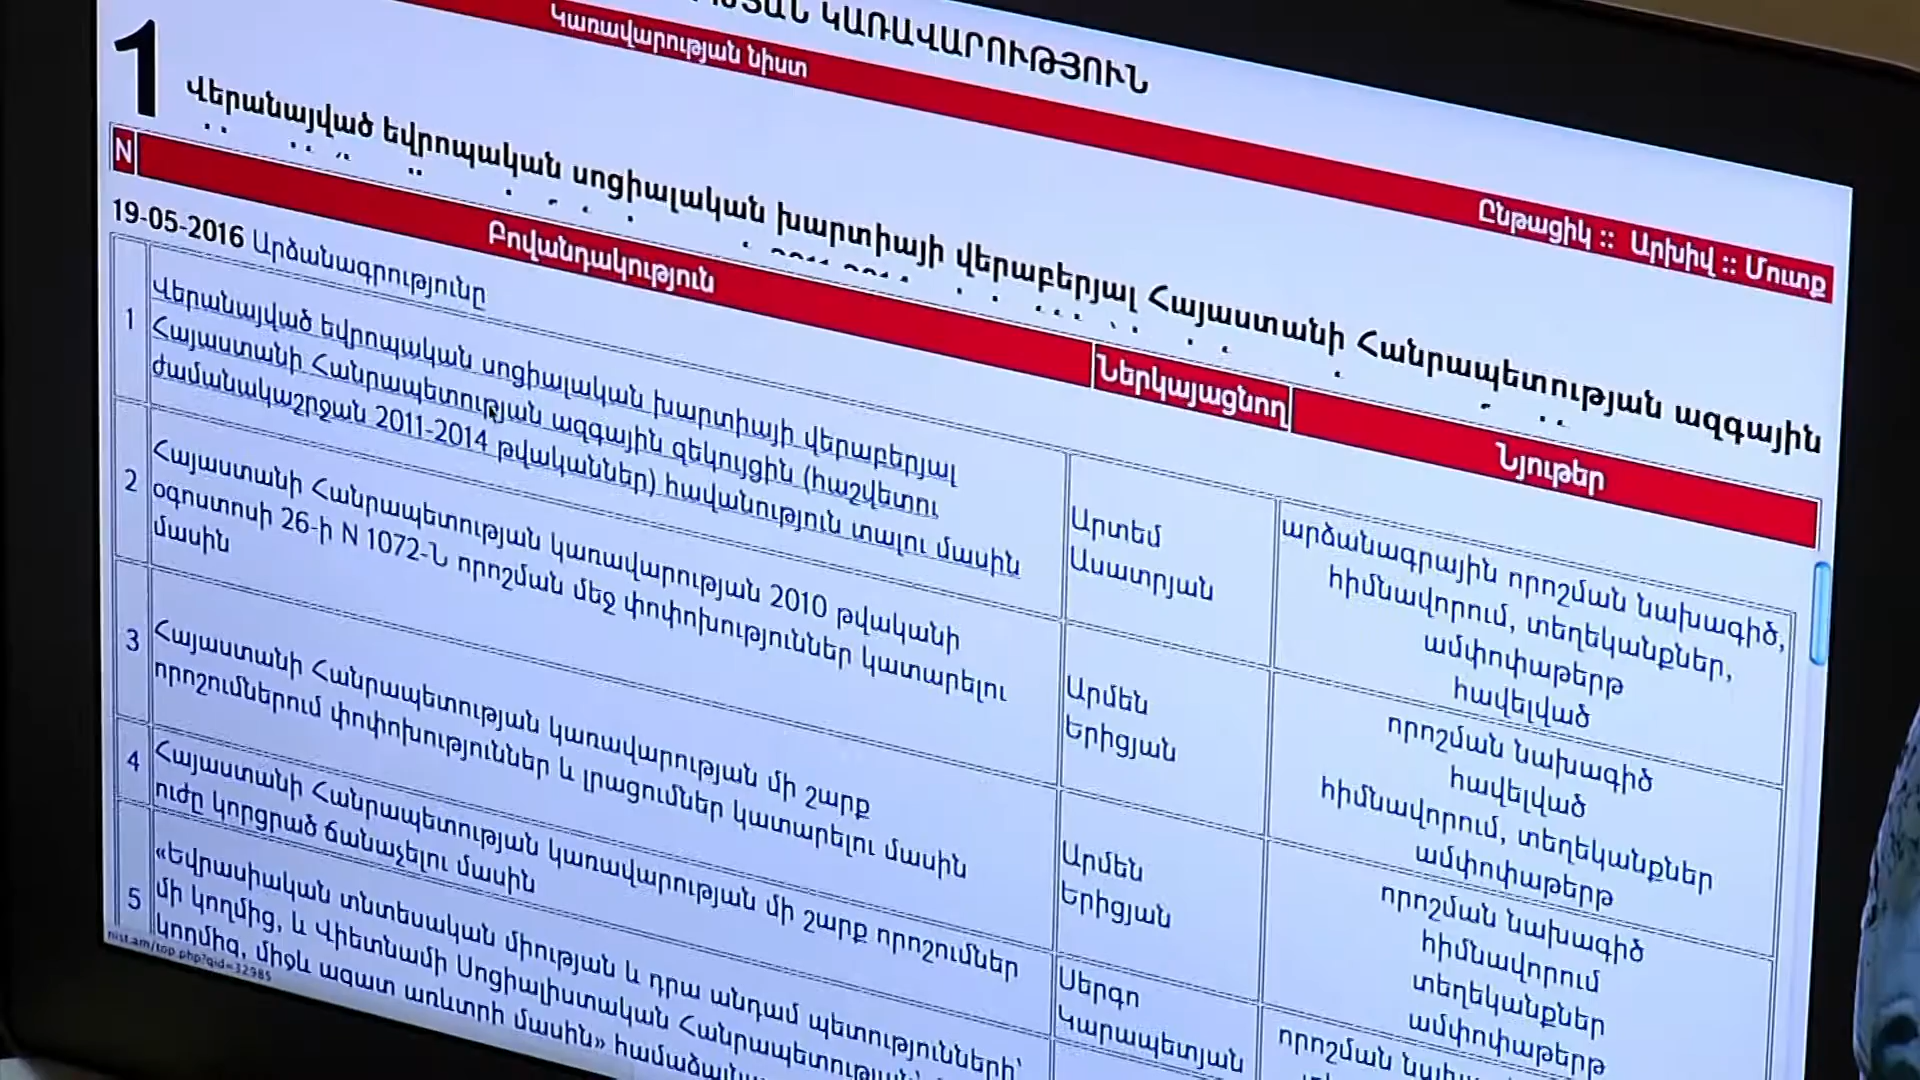 ԿԱՌԱՎԱՐՈՒԹՅՈՒՆ
Կառավարության նիստ
Ընթացիկ :: Արխիվ :: Մուտք
1
Վերանայված եվրոպական սոցիալական խարտիայի վերաբերյալ Հայաստանի Հանրապետության ազգային
N
Բովանդակություն
Ներկայացնող
Նյութեր
19-05-2016 Արձանագրությունը
1
Վերանայված եվրոպական սոցիալական խարտիայի վերաբերյալ
Հայաստանի Հանրապետության ազգային զեկույցին (հաշվետու
ժամանակաշրջան 2011-2014 թվականներ) հավանություն տալու մասին
Արտեմ
Ասատրյան
արձանագրային որոշման նախագիծ,
հիմնավորում, տեղեկանքներ,
ամփոփաթերթ
հավելված
2
Հայաստանի Հանրապետության կառավարության 2010 թվականի
օգոստոսի 26-ի N 1072-Ն որոշման մեջ փոփոխություններ կատարելու
մասին
Արմեն
Երիցյան
որոշման նախագիծ
հավելված
հիմնավորում, տեղեկանքներ
ամփոփաթերթ
3
Հայաստանի Հանրապետության կառավարության մի շարք
որոշումներում փոփոխություններ և լրացումներ կատարելու մասին
Արմեն
Երիցյան
որոշման նախագիծ
հիմնավորում
տեղեկանքներ
ամփոփաթերթ
4
Հայաստանի Հանրապետության կառավարության մի շարք որոշումներ
ուժը կորցրած ճանաչելու մասին
Սերգո
Կարապետյան
որոշման
5
«Եվրասիական տնտեսական միության և դրա անդամ պետությունների՝
մի կողմից, և Վիետնամի Սոցիալիստական Հանրապետության՝
կողմից, միջև ազատ առևտրի մասին»
nist.am/top.php?qid=32985